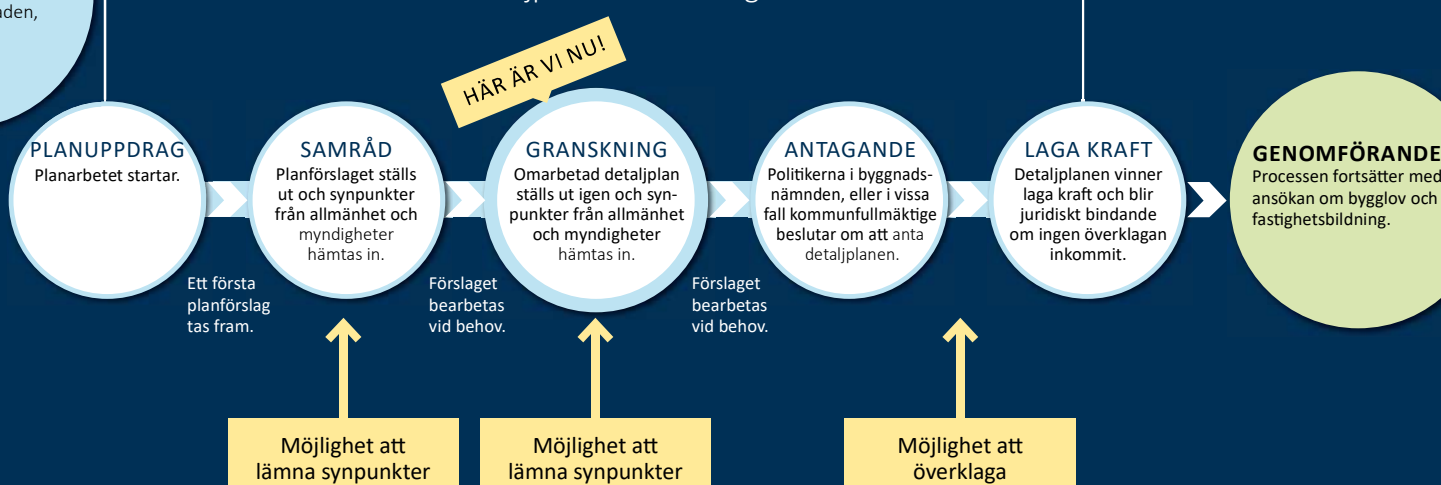 HÄR ÄR VI NU!
PLANUPPDRAG
Planarbetet startar.
SAMRÅD
Planförslaget ställs
ut och synpunkter
från allmänhet och
myndigheter
hämtas in.
GRANSKNING
Omarbetad detaljplan
ställs ut igen och syn-
punkter från allmänhet
och myndigheter
hämtas in.
ANTAGANDE
Politikerna i byggnads-
nämnden, eller i vissa
fall kommunfullmäktige
beslutar om att anta
detaljplanen.
LAGA KRAFT
Detaljplanen vinner
laga kraft och blir
juridiskt bindande
om ingen överklagan
inkommit.
GENOMFÖRANDE
Processen fortsätter med
ansökan om bygglov och
fastighetsbildning.
Ett första
planförslag
tas fram.
Förslaget
bearbetas
vid behov.
Förslaget
bearbetas
vid behov.
Möjlighet att
lämna synpunkter
Möjlighet att
lämna synpunkter
Möjlighet att
överklaga